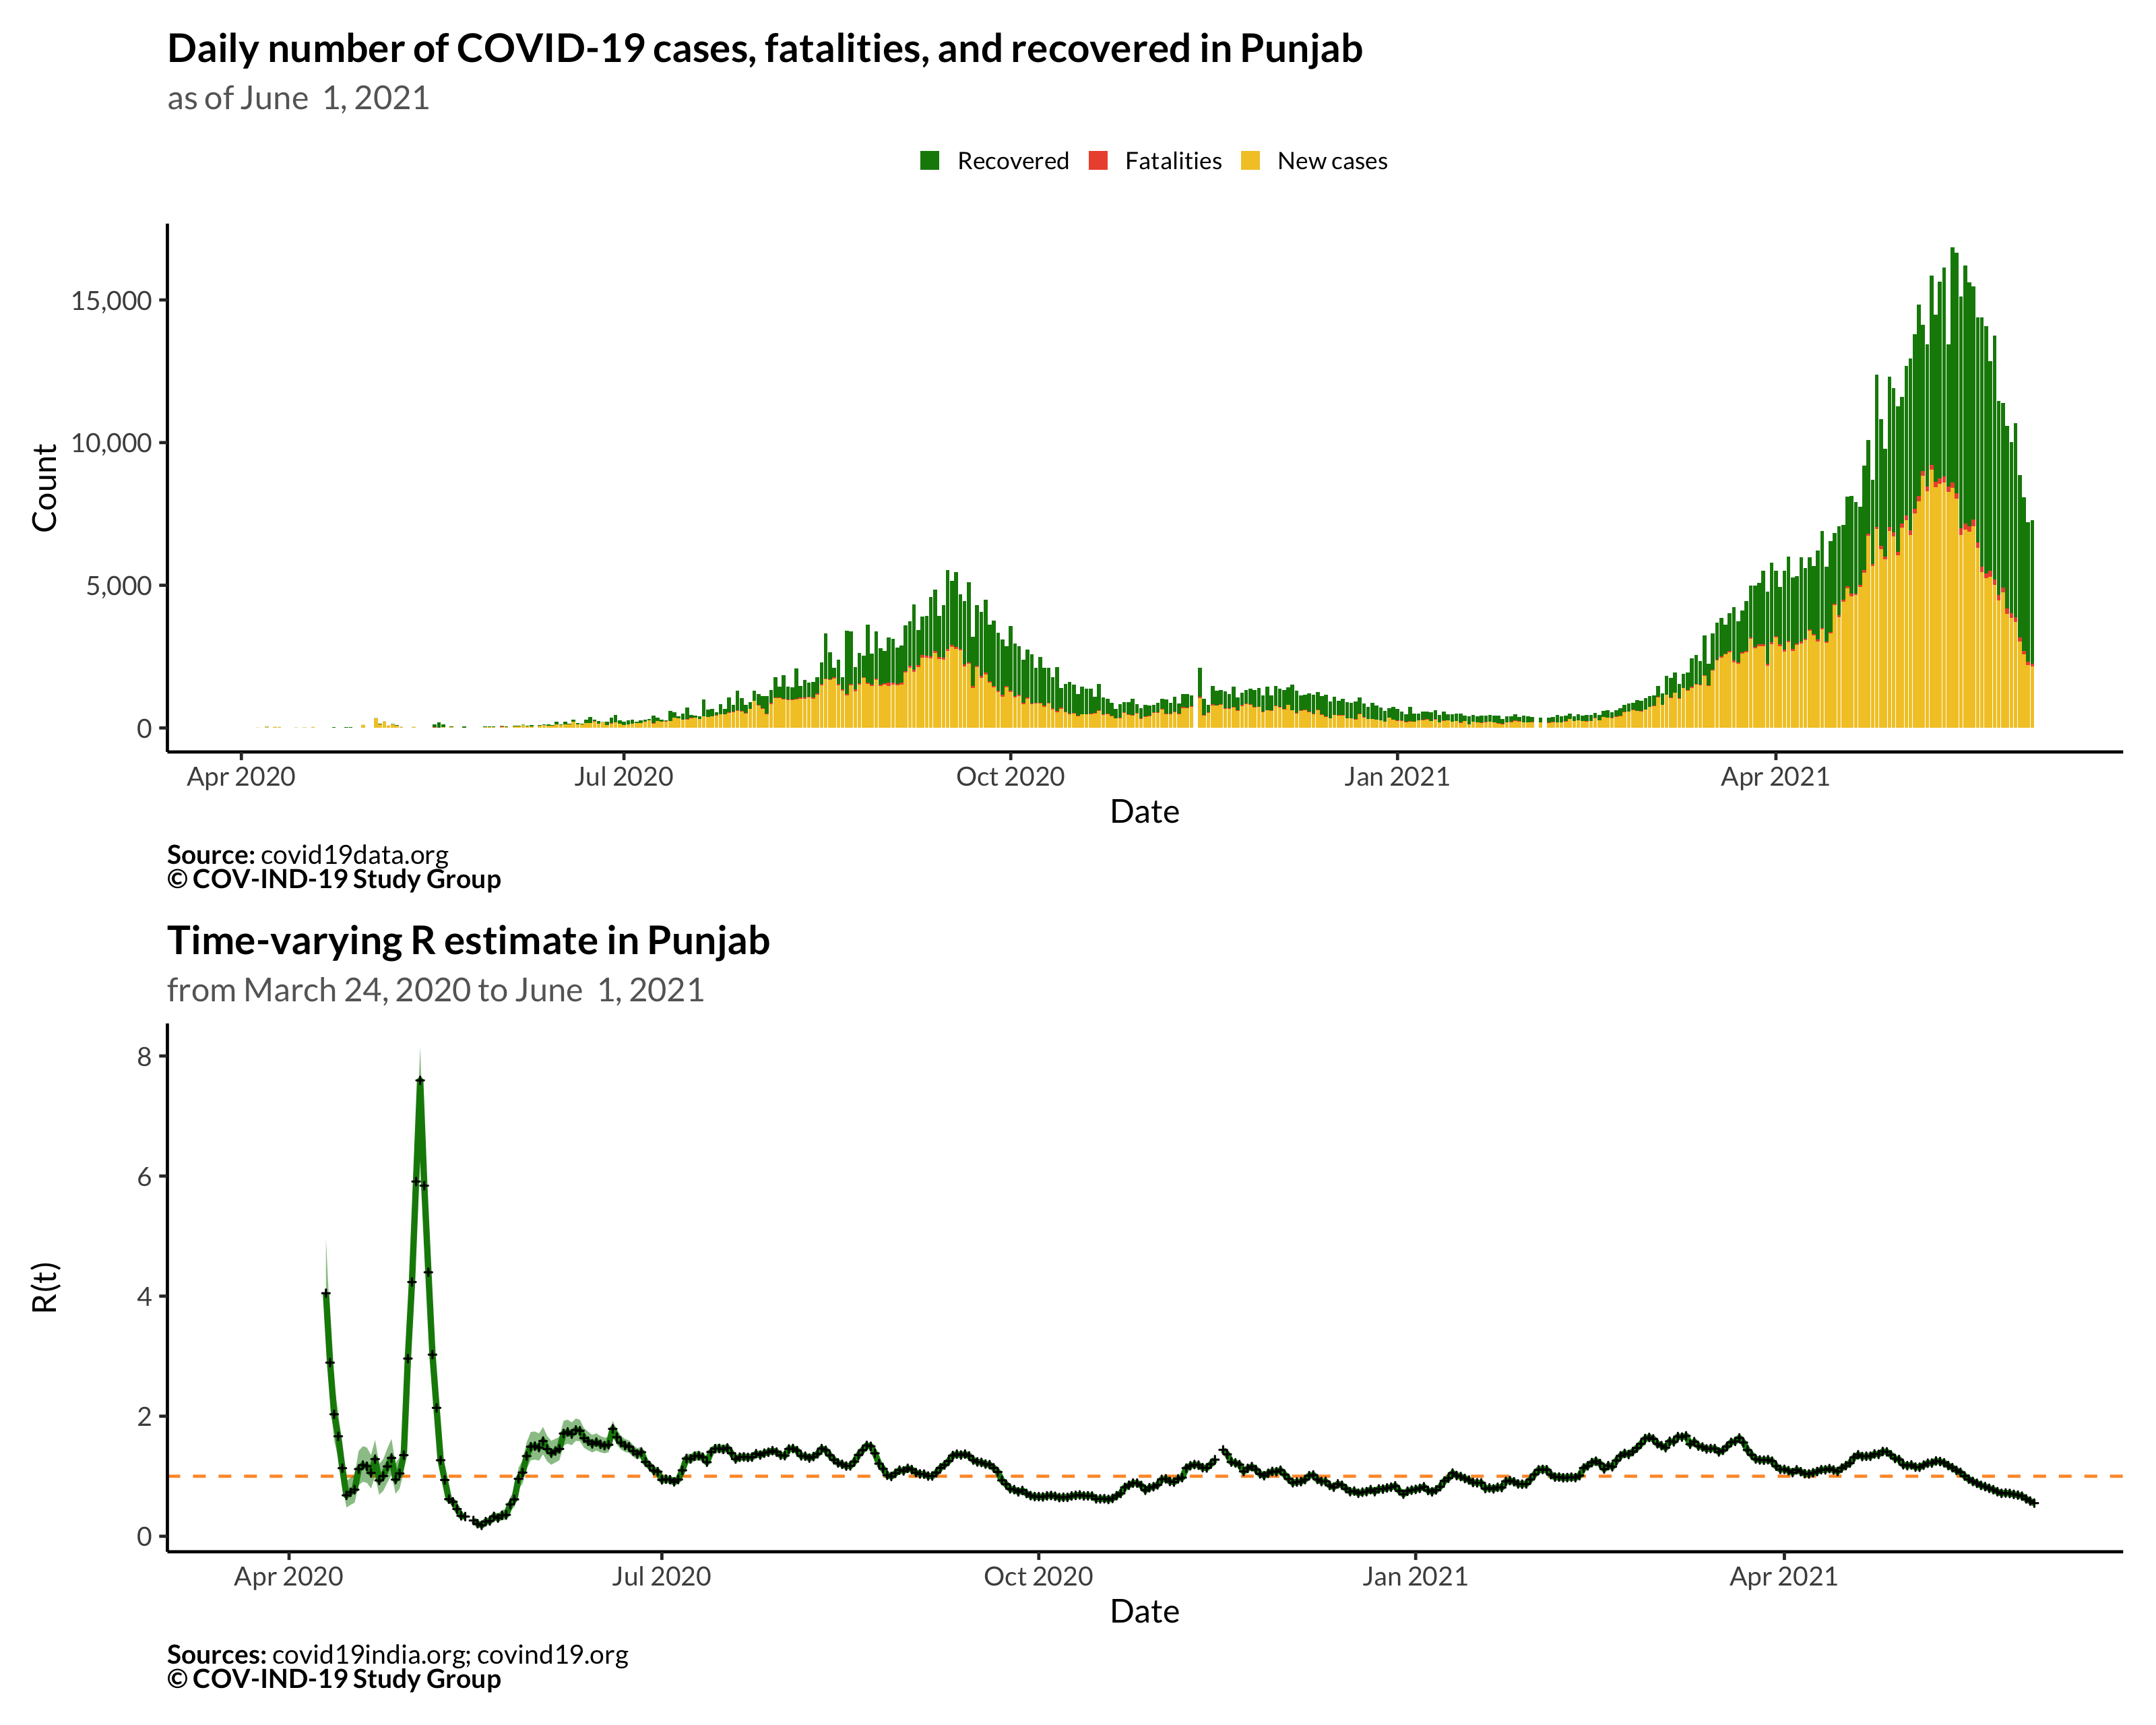 Daily number of COVID-19 cases, fatalities, and recovered in Punjab
as of June  1, 2021
Recovered Fatalities New cases
Count
15,000
10,000
5,000
0
Apr 2020 Jul 2020 Oct 2020 Jan 2021 Apr 2021
Date
Source: covid19data.org
© COV-IND-19 Study Group
Time-varying R estimate in Punjab
from March 24, 2020 to June  1, 2021
R(t)
8
6
4
2
0
Apr 2020 Jul 2020 Oct 2020 Jan 2021 Apr 2021
Date
Sources: covid19india.org; covind19.org
© COV-IND-19 Study Group